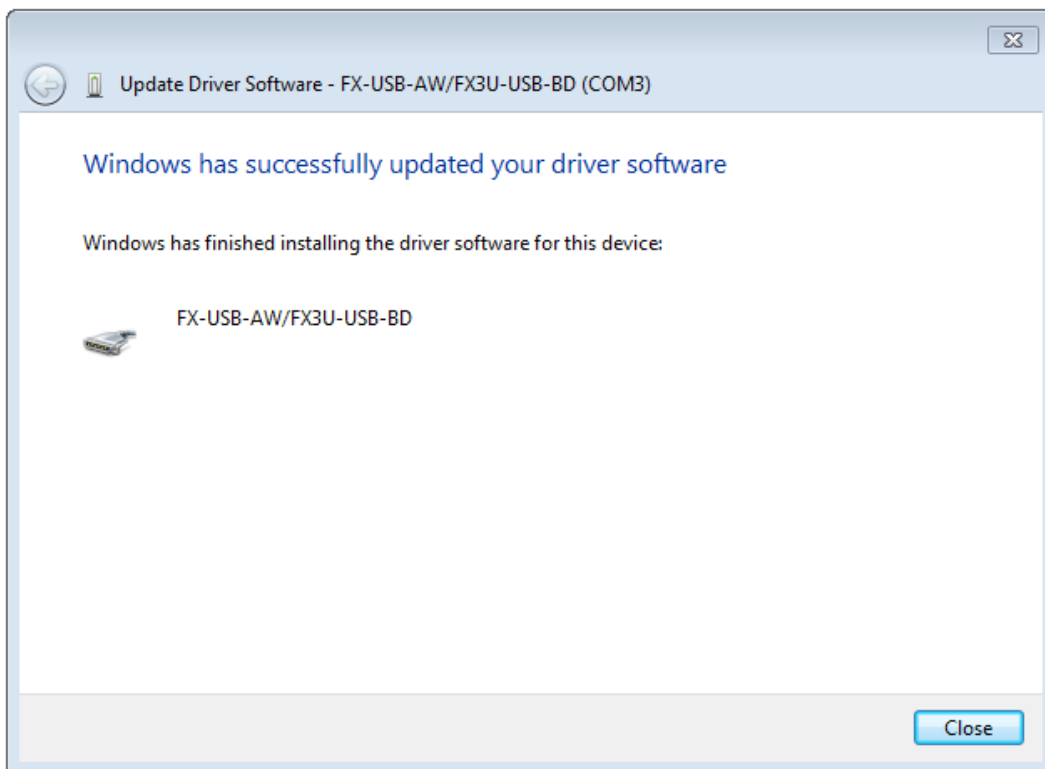 Update Driver Software - FX-USB-AW/FX3U-USB-BD (COM3)
Windows has successfully updated your driver software
Windows has finished installing the driver software for this device:
FX-USB-AW/FX3U-USB-BD
Close